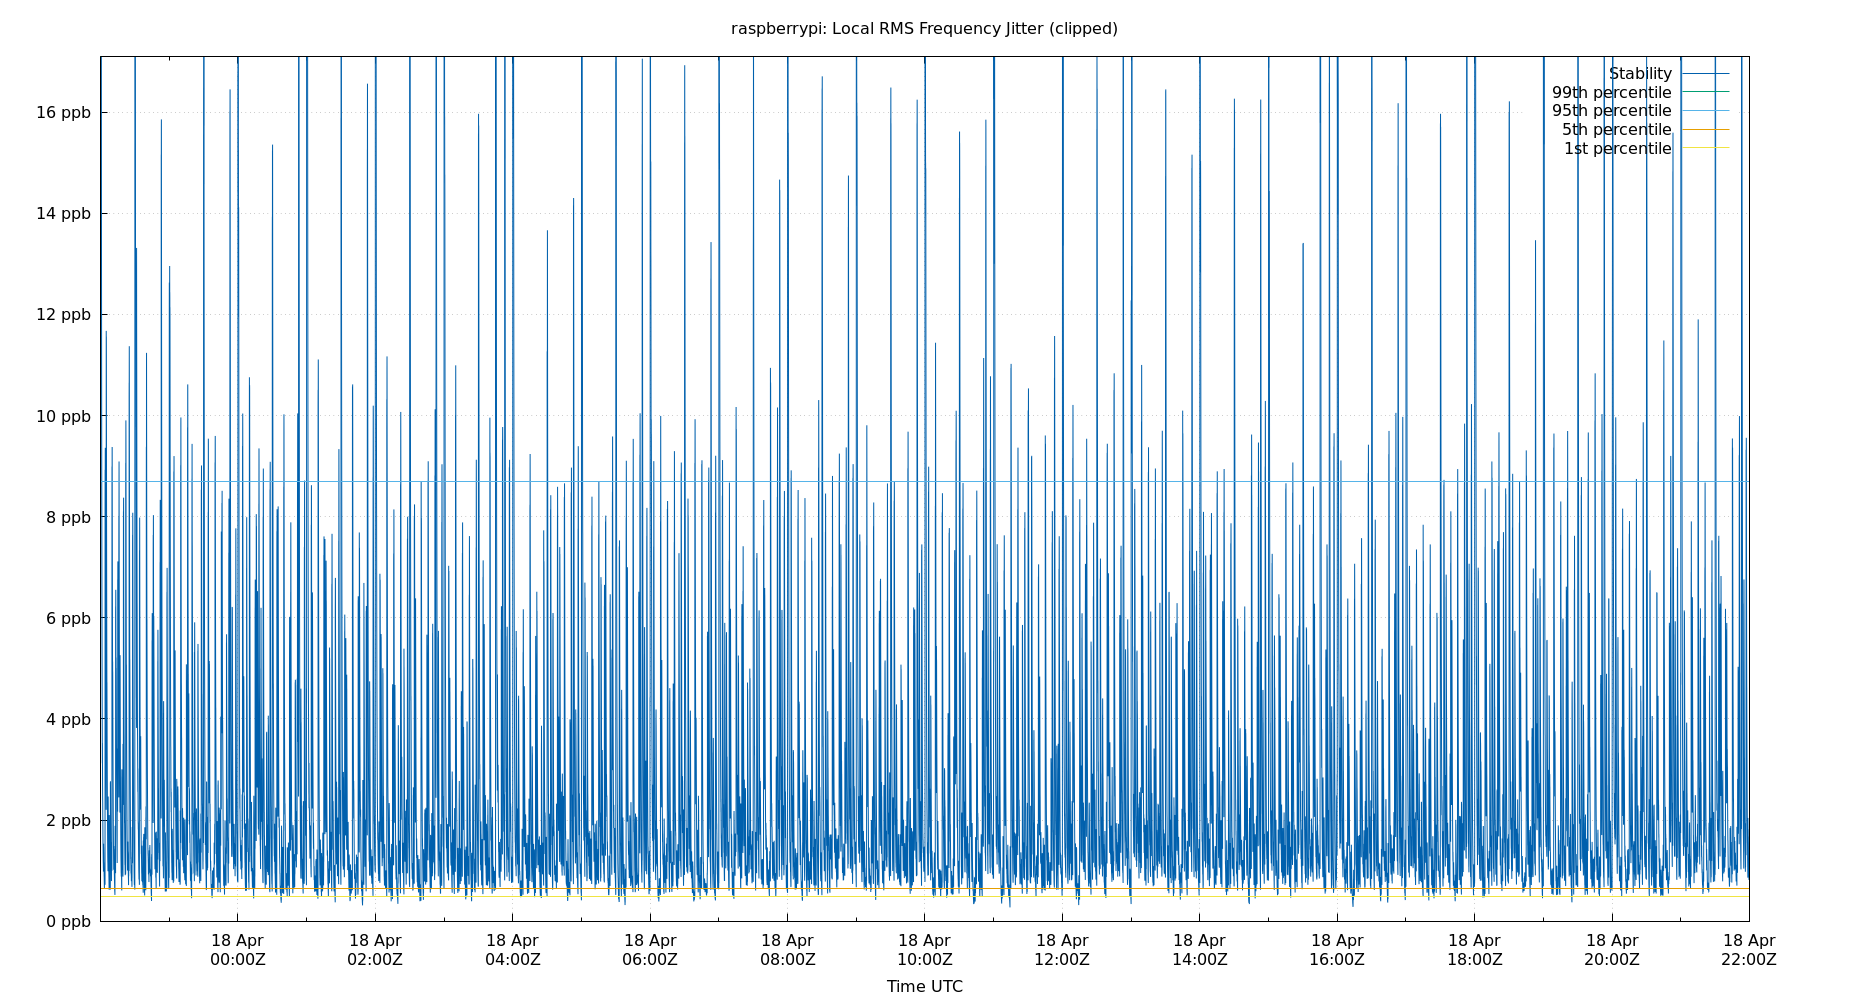 raspberrypi: Local RMS Frequency Jitter (clipped)
Stability
99th percentile
95th percentile
5th percentile
1st percentile
16 ppb
14 ppb
12 ppb
10 ppb
8 ppb
6 ppb
4 ppb
2 ppb
0 ppb
18 Apr 18 Apr 18 Apr 18 Apr 18 Apr 18 Apr 18 Apr 18 Apr 18 Apr 18 Apr 18 Apr 18 Apr
00:00Z 02:00Z 04:00Z 06:00Z 08:00Z 10:00Z 12:00Z 14:00Z 16:00Z 18:00Z 20:00Z 22:00Z
Time UTC